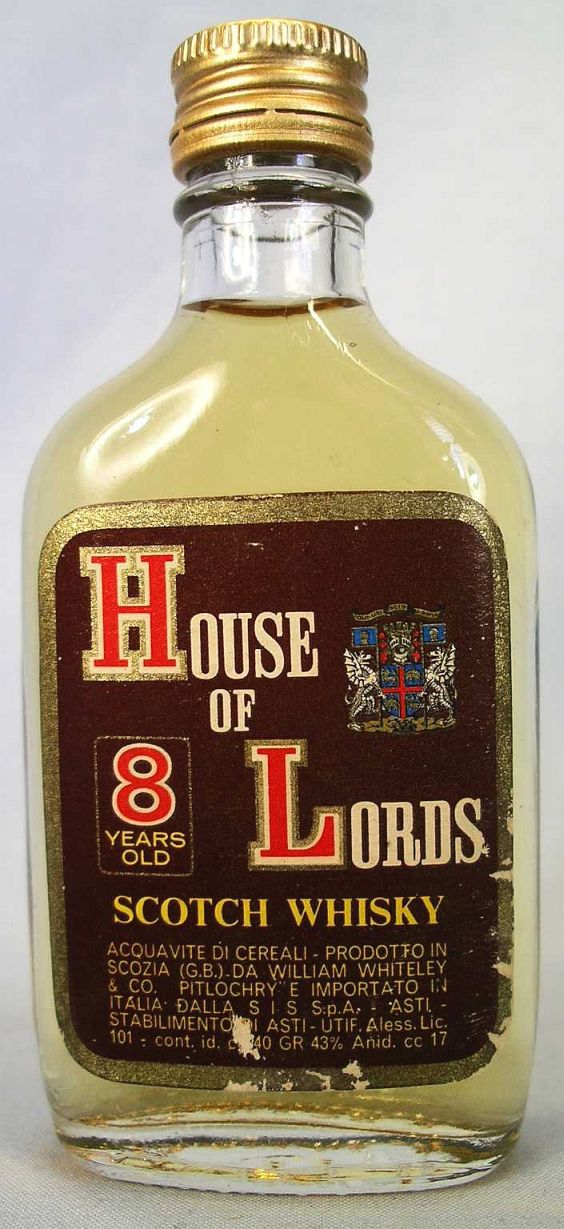 HOUSE
OF
LORDS
8
YEARS
OLD
SCOTCH WHISKY
ACQUAVITE DI CEREALI - PRODOTTO IN
SCOZIA (G.B.) DA WILLIAM WHITELEY
& CO. PITLOCHRY E IMPORTATO IN
ITALIA DALLA S I S S.p.A. - ASTI -
STABILIMENTO DI ASTI - UTIF. Aless. Lic.
101 - cont. id. 40 GR 43% Anid. cc 17